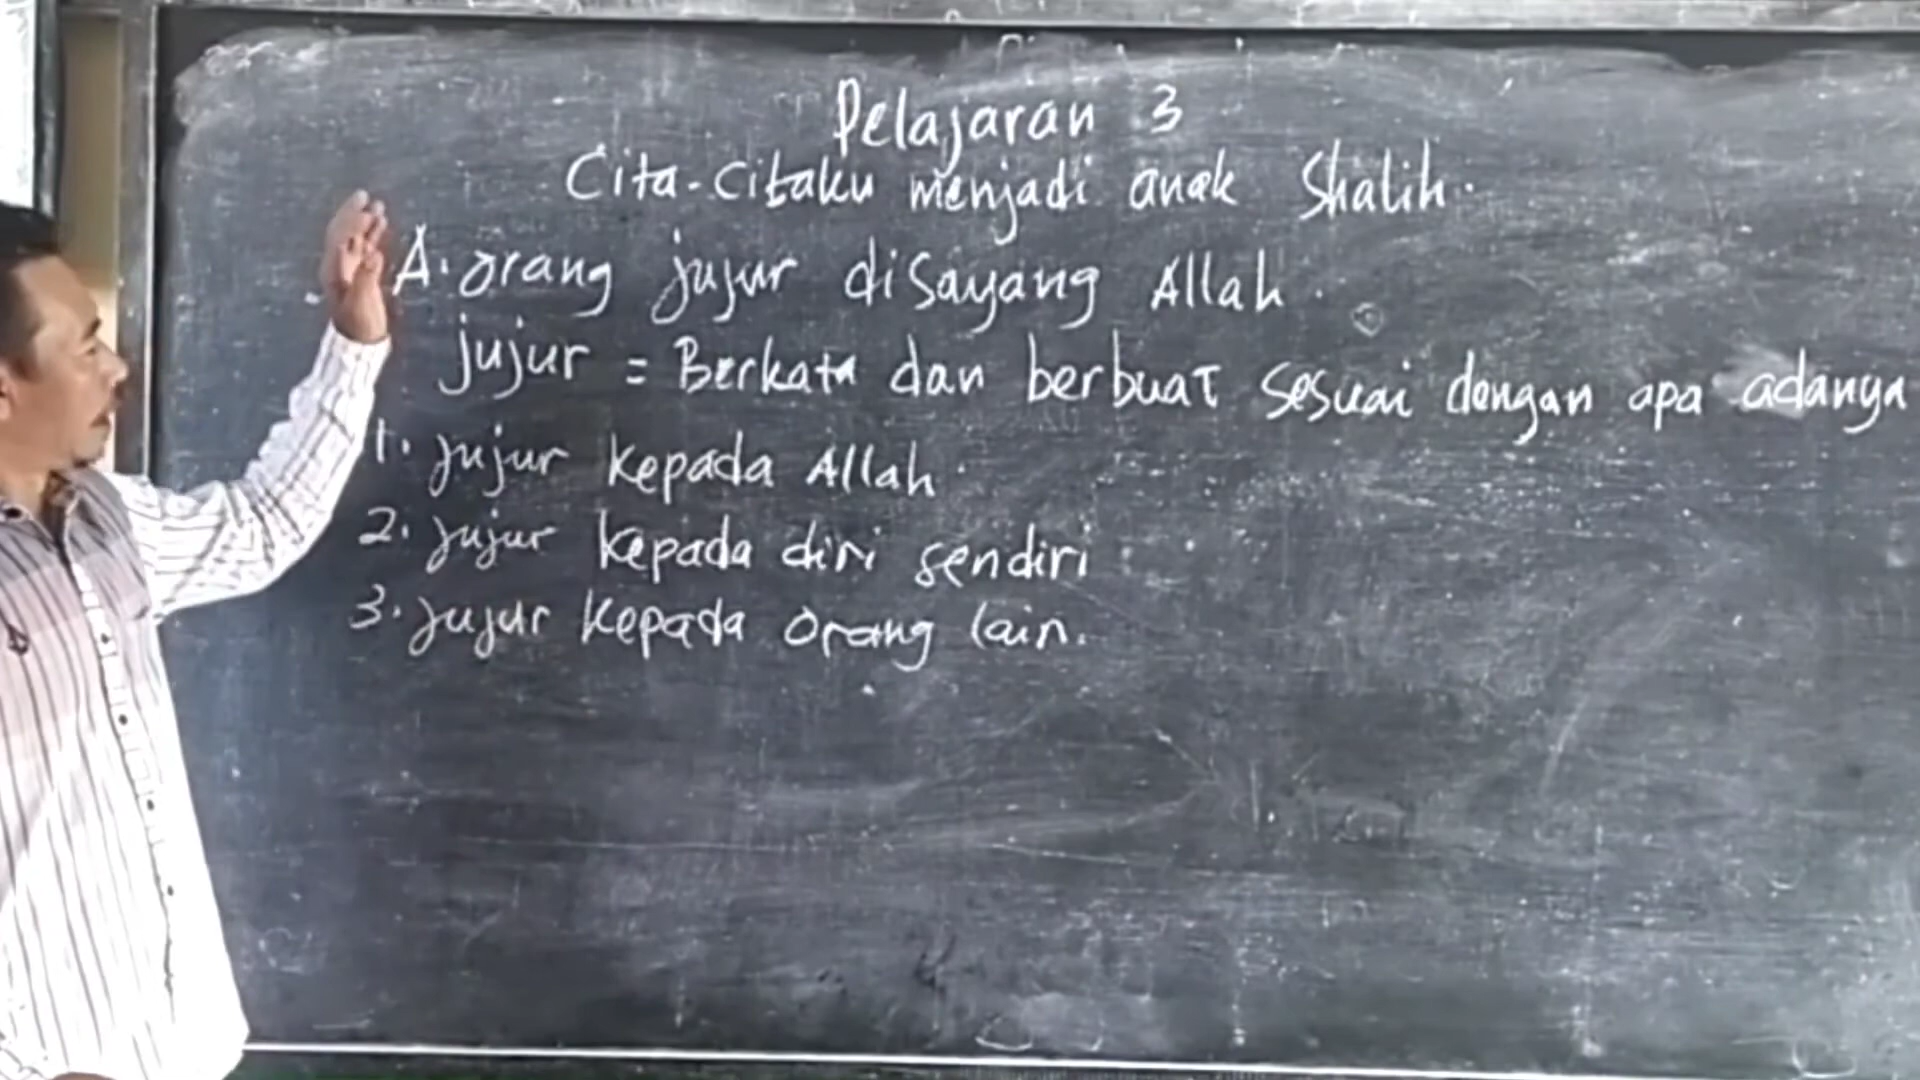 Pelajaran 3
Cita-citaku menjadi anak Shalih.
A. orang jujur disayang Allah.
jujur = Berkata dan berbuat sesuai dengan apa adanya
1. jujur kepada Allah.
2. jujur kepada diri sendiri
3. jujur kepada orang lain.